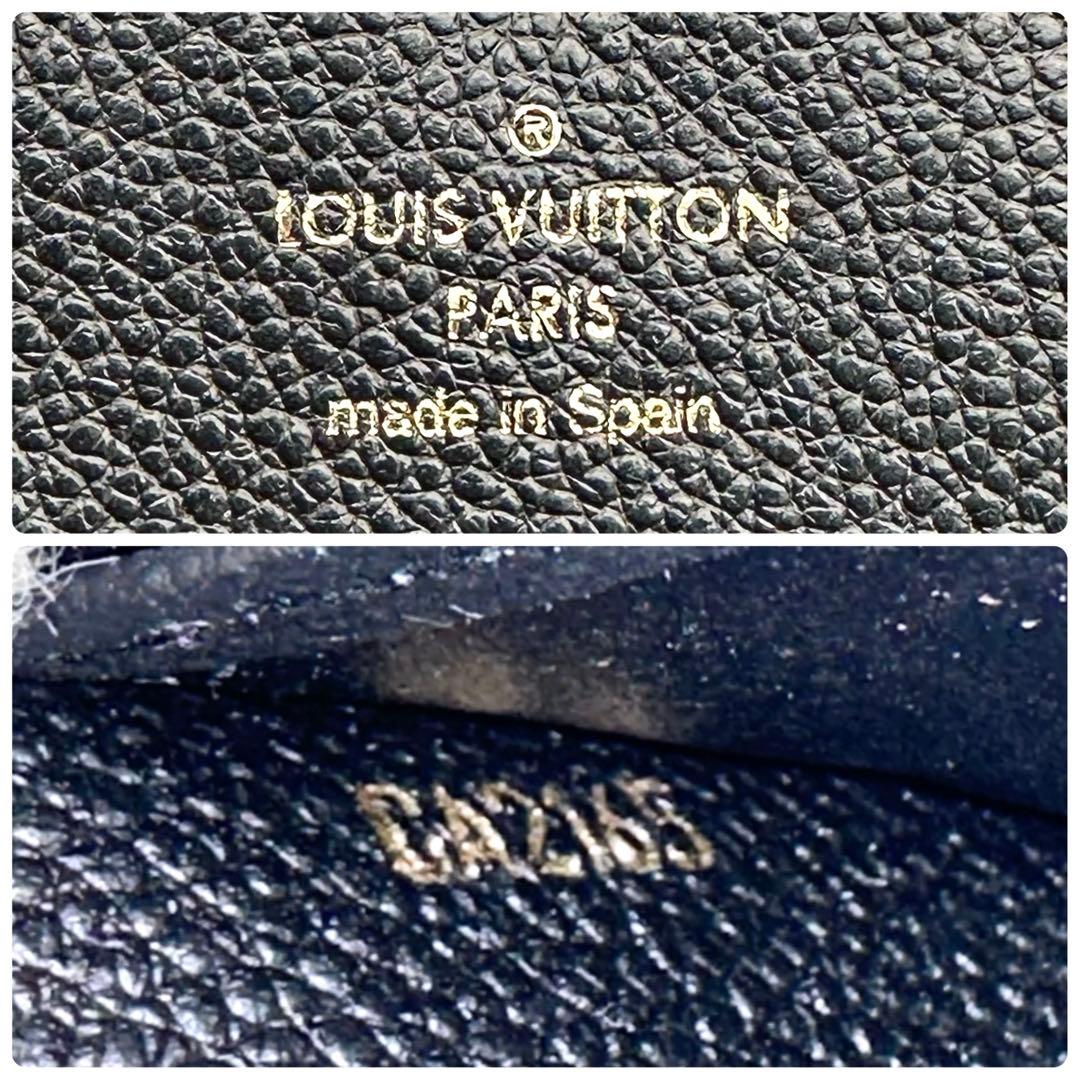 ®
LOUIS VUITTON
PARIS
made in Spain
CA2165